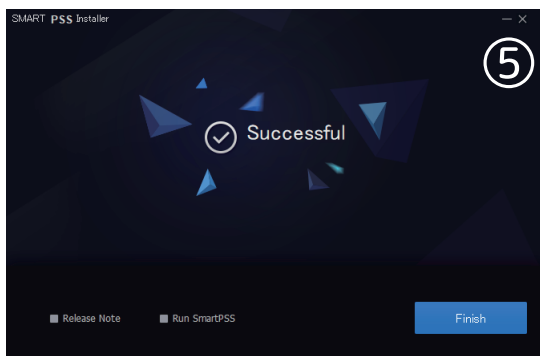 SMART PSS Installer
⑤
Successful
Release Note
Run SmartPSS
Finish